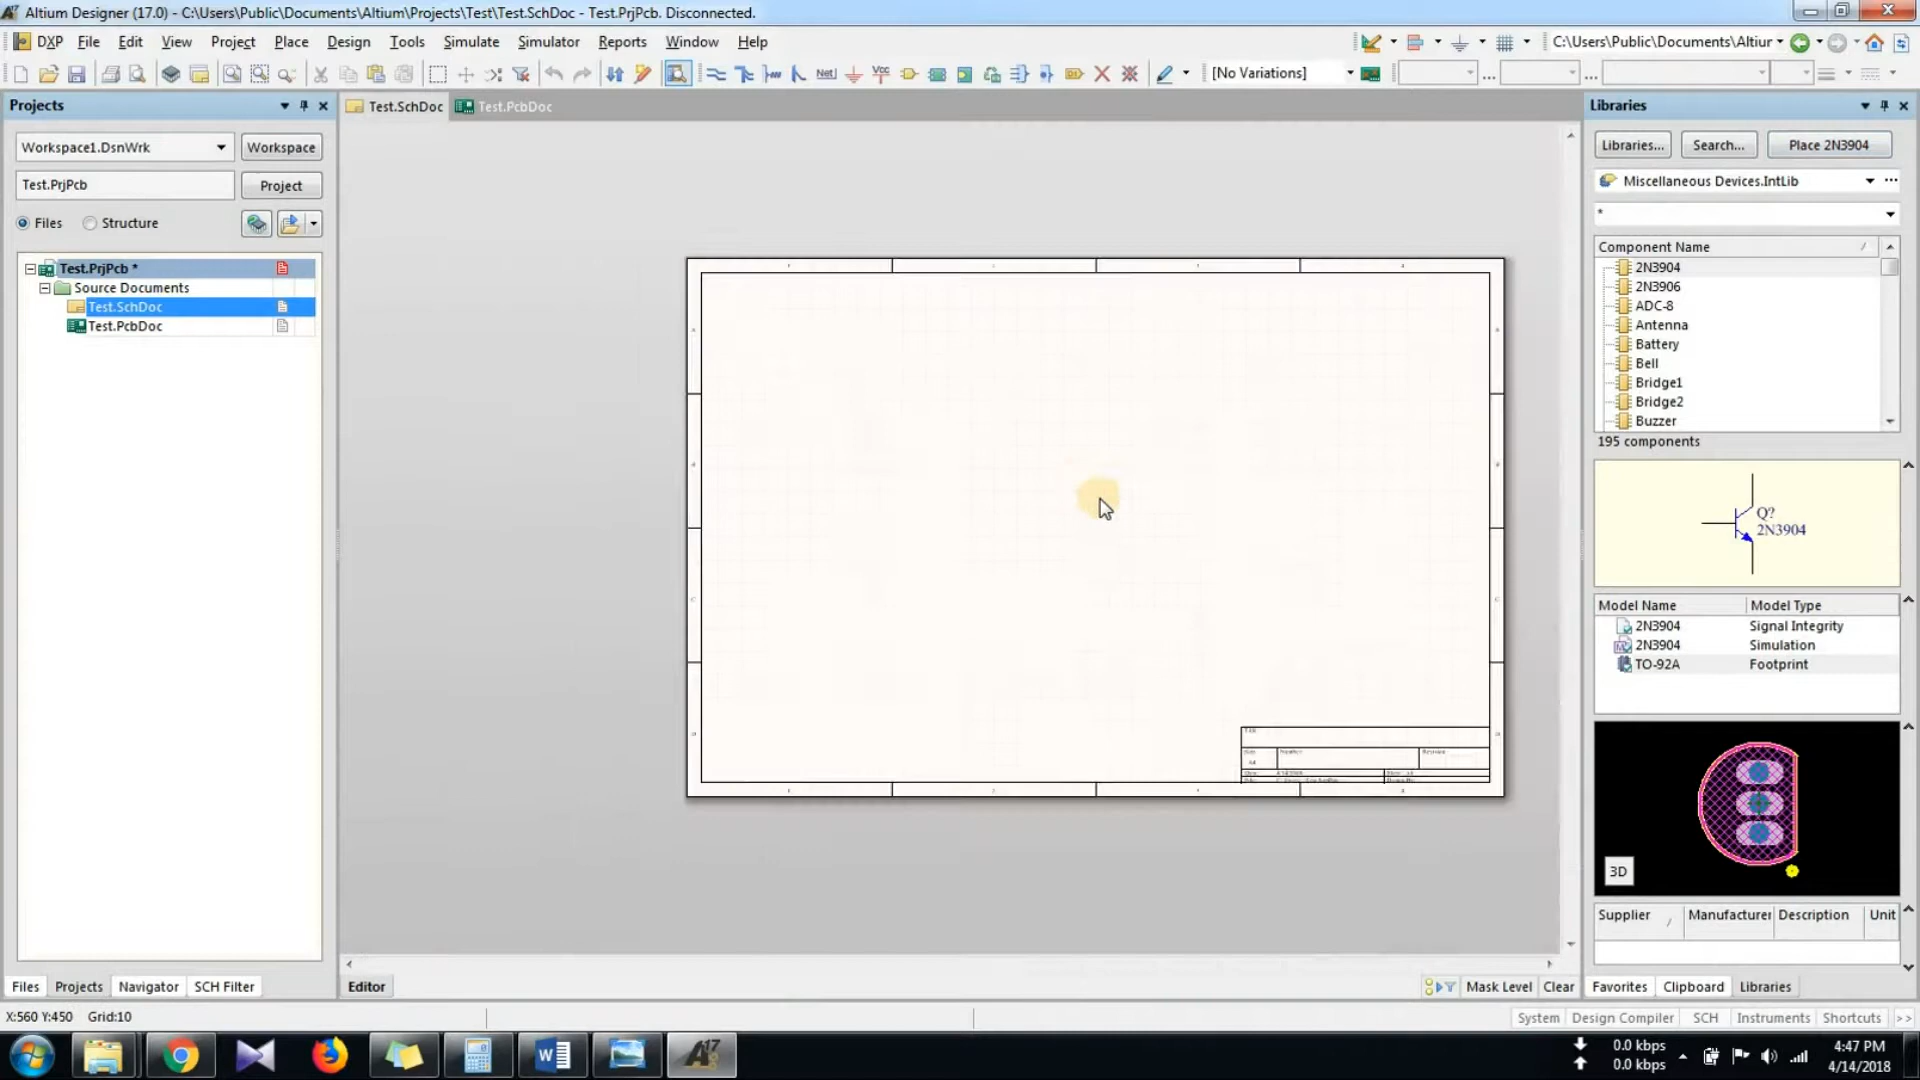 Altium Designer (17.0) - C:\Users\Public\Documents\Altium\Projects\Test\Test.SchDoc - Test.PrjPcb. Disconnected.
DXP File Edit View Project Place Design Tools Simulate Simulator Reports Window Help
C:\Users\Public\Documents\Altiur
Net
Vcc
[No Variations]
... ...
Projects
Workspace1.DsnWrk
Workspace
Test.PrjPcb
Project
Files Structure
Test.PrjPcb *
Source Documents
Test.SchDoc
Test.PcbDoc
Files Projects Navigator SCH Filter
Test.SchDoc Test.PcbDoc
A4
Editor
Mask Level Clear
Libraries
Libraries... Search... Place 2N3904
Miscellaneous Devices.IntLib
...
*
Component Name
2N3904
2N3906
ADC-8
Antenna
Battery
Bell
Bridge1
Bridge2
Buzzer
195 components
Q?
2N3904
Model Name Model Type
2N3904 Signal Integrity
2N3904 Simulation
TO-92A Footprint
3D
Supplier Manufacturer Description Unit
Favorites Clipboard Libraries
X:560 Y:450 Grid:10
System Design Compiler SCH Instruments Shortcuts >>
0.0 kbps
0.0 kbps
4:47 PM
4/14/2018